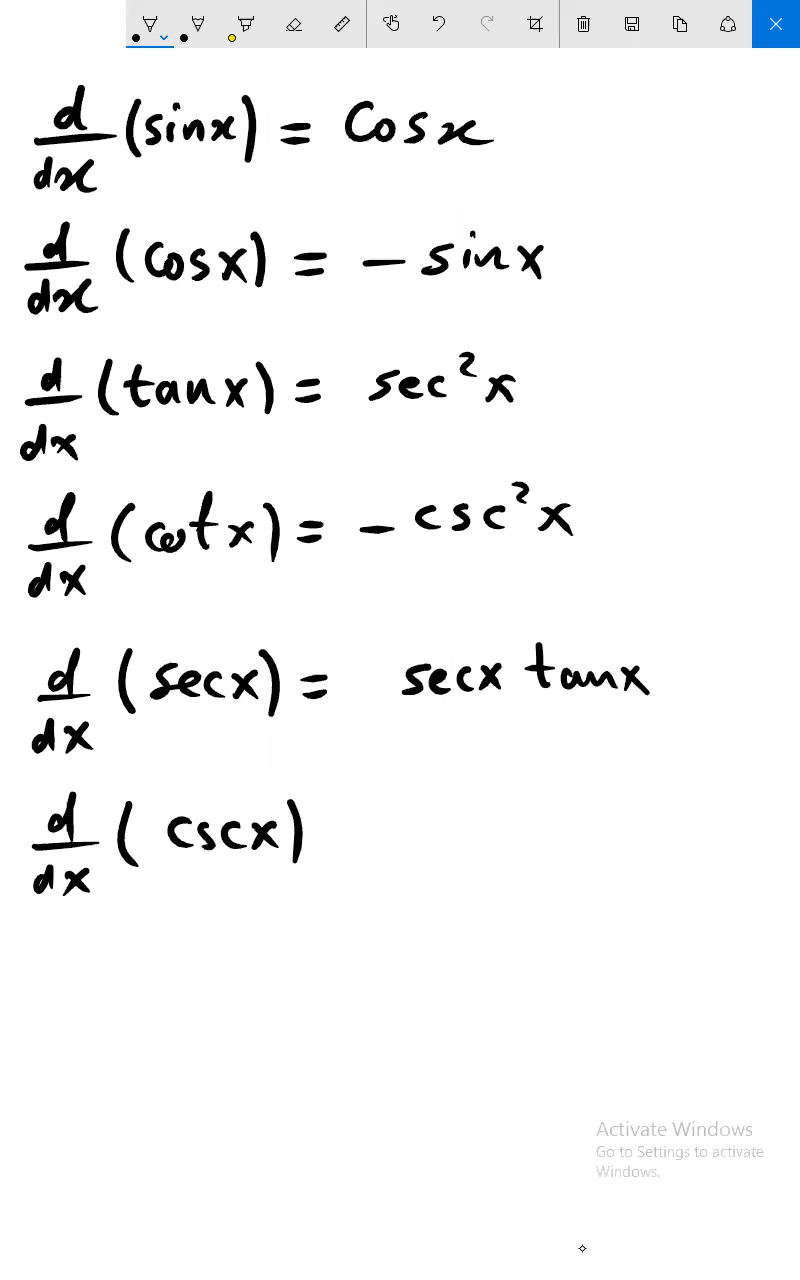 d/dx (sinx) = Cosx
d/dx (cosx) = - sinx
d/dx (tanx) = sec²x
d/dx (cotx) = - csc²x
d/dx (secx) = secx tanx
d/dx (cscx)
Activate Windows
Go to Settings to activate
Windows.